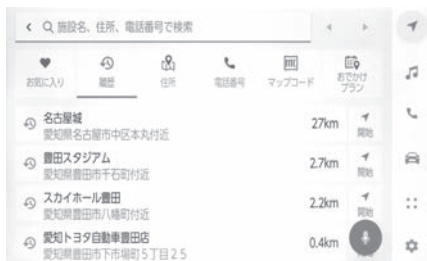 施設名、住所、電話番号で検索
お気に入り
履歴
住所
電話番号
マップコード
おでかけ
プラン
名古屋城
愛知県名古屋市中区本丸付近
27km
開始
豊田スタジアム
愛知県豊田市千石町付近
2.7km
開始
スカイホール豊田
愛知県豊田市八幡町付近
2.2km
開始
愛知トヨタ自動車豊田店
愛知県豊田市下市場町5丁目25
0.4km